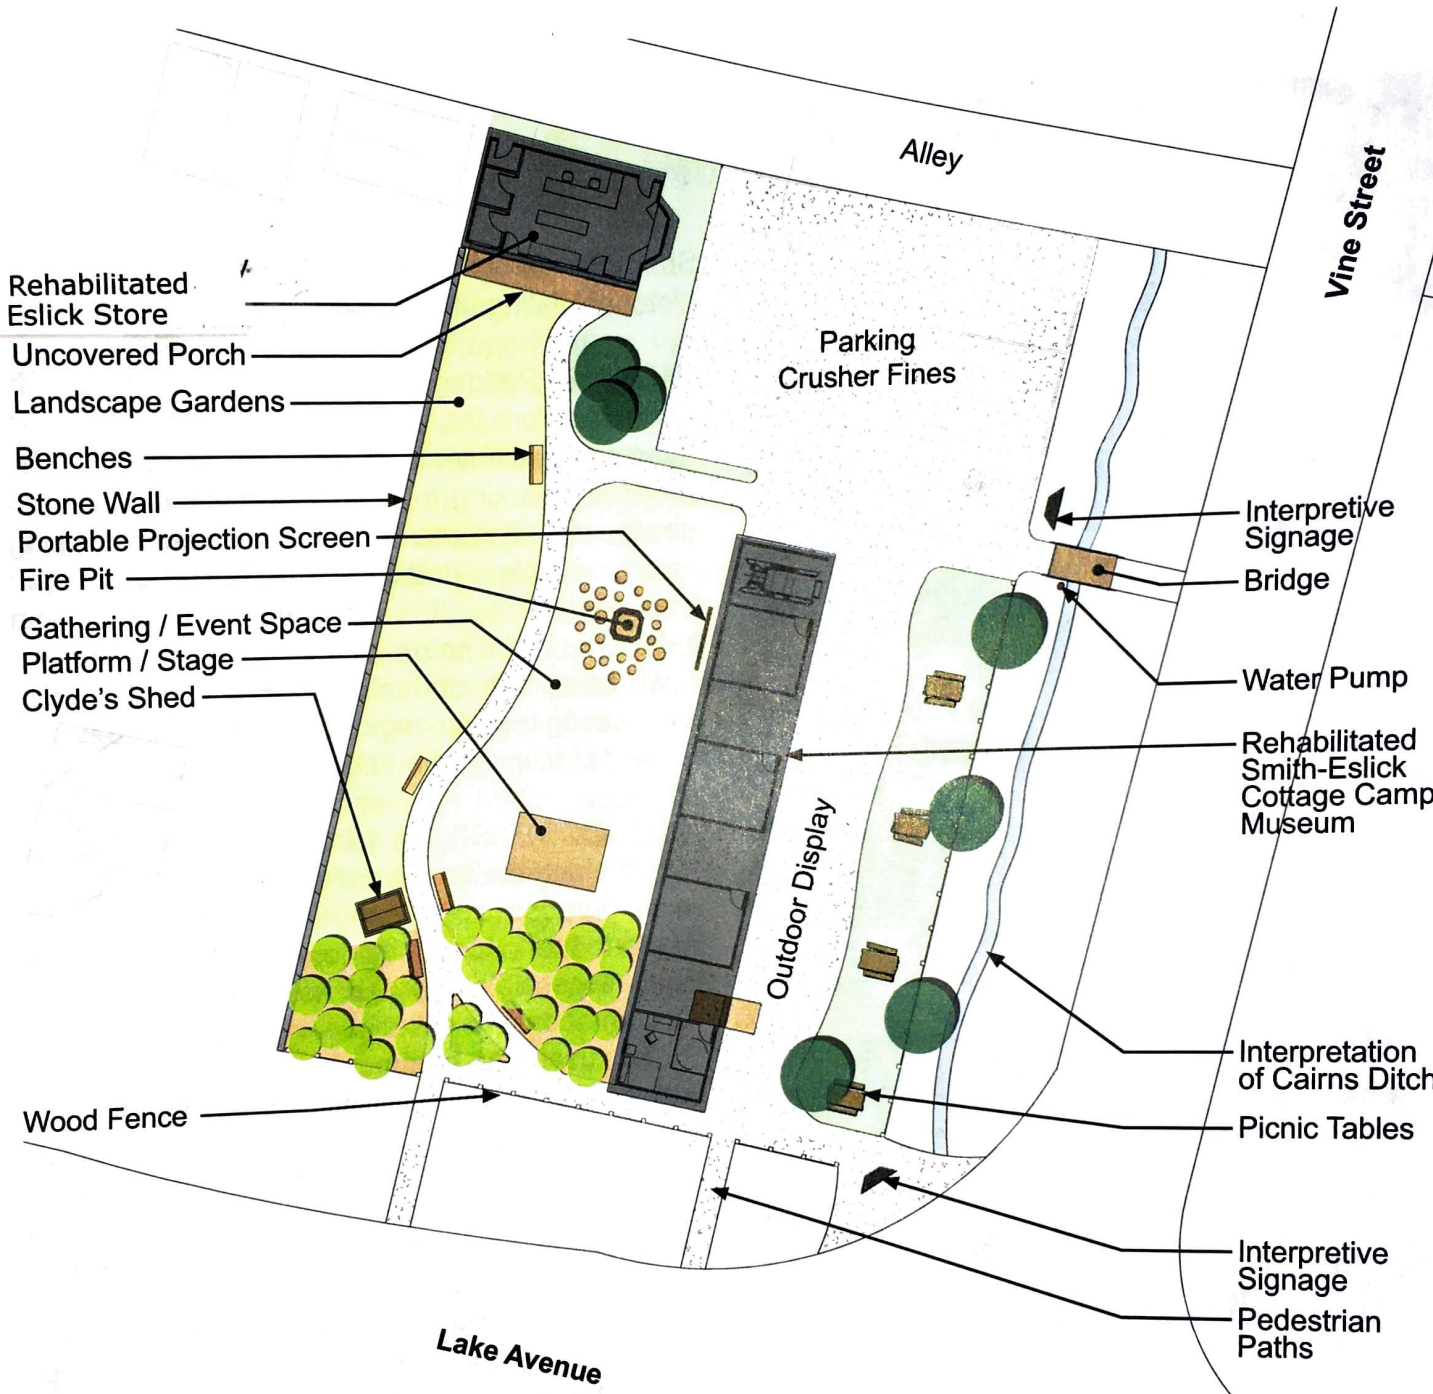 Alley
Vine Street
Rehabilitated
Eslick Store
Uncovered Porch
Landscape Gardens
Benches
Stone Wall
Portable Projection Screen
Fire Pit
Gathering / Event Space
Platform / Stage
Clyde's Shed
Wood Fence
Parking
Crusher Fines
Outdoor Display
Interpretive
Signage
Bridge
Water Pump
Rehabilitated
Smith-Eslick
Cottage Camp
Museum
Interpretation
of Cairns Ditch
Picnic Tables
Interpretive
Signage
Pedestrian
Paths
Lake Avenue